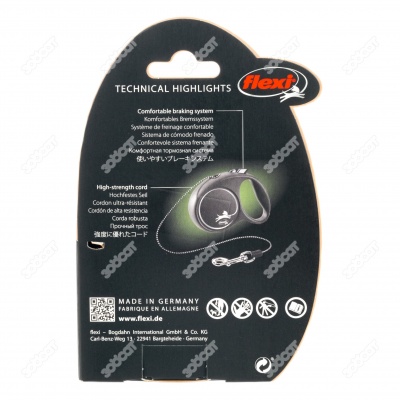 flexi
TECHNICAL HIGHLIGHTS
Comfortable braking system
Komfortables Bremssystem
Système de freinage confortable
Sistema de cómodo frenado
Confortevole sistema frenante
Комфортная тормозная система
使いやすいブレーキシステム
High-strength cord
Hochfestes Seil
Cordon ultra-résistant
Cordón de alta resistencia
Corda robusta
Прочный трос
強度に優れたコード
MADE IN GERMANY
FABRIQUE EN ALLEMAGNE
www.flexi.de
flexi – Bogdahn International GmbH & Co. KG
Carl-Benz-Weg 13 · 22941 Bargteheide · Germany